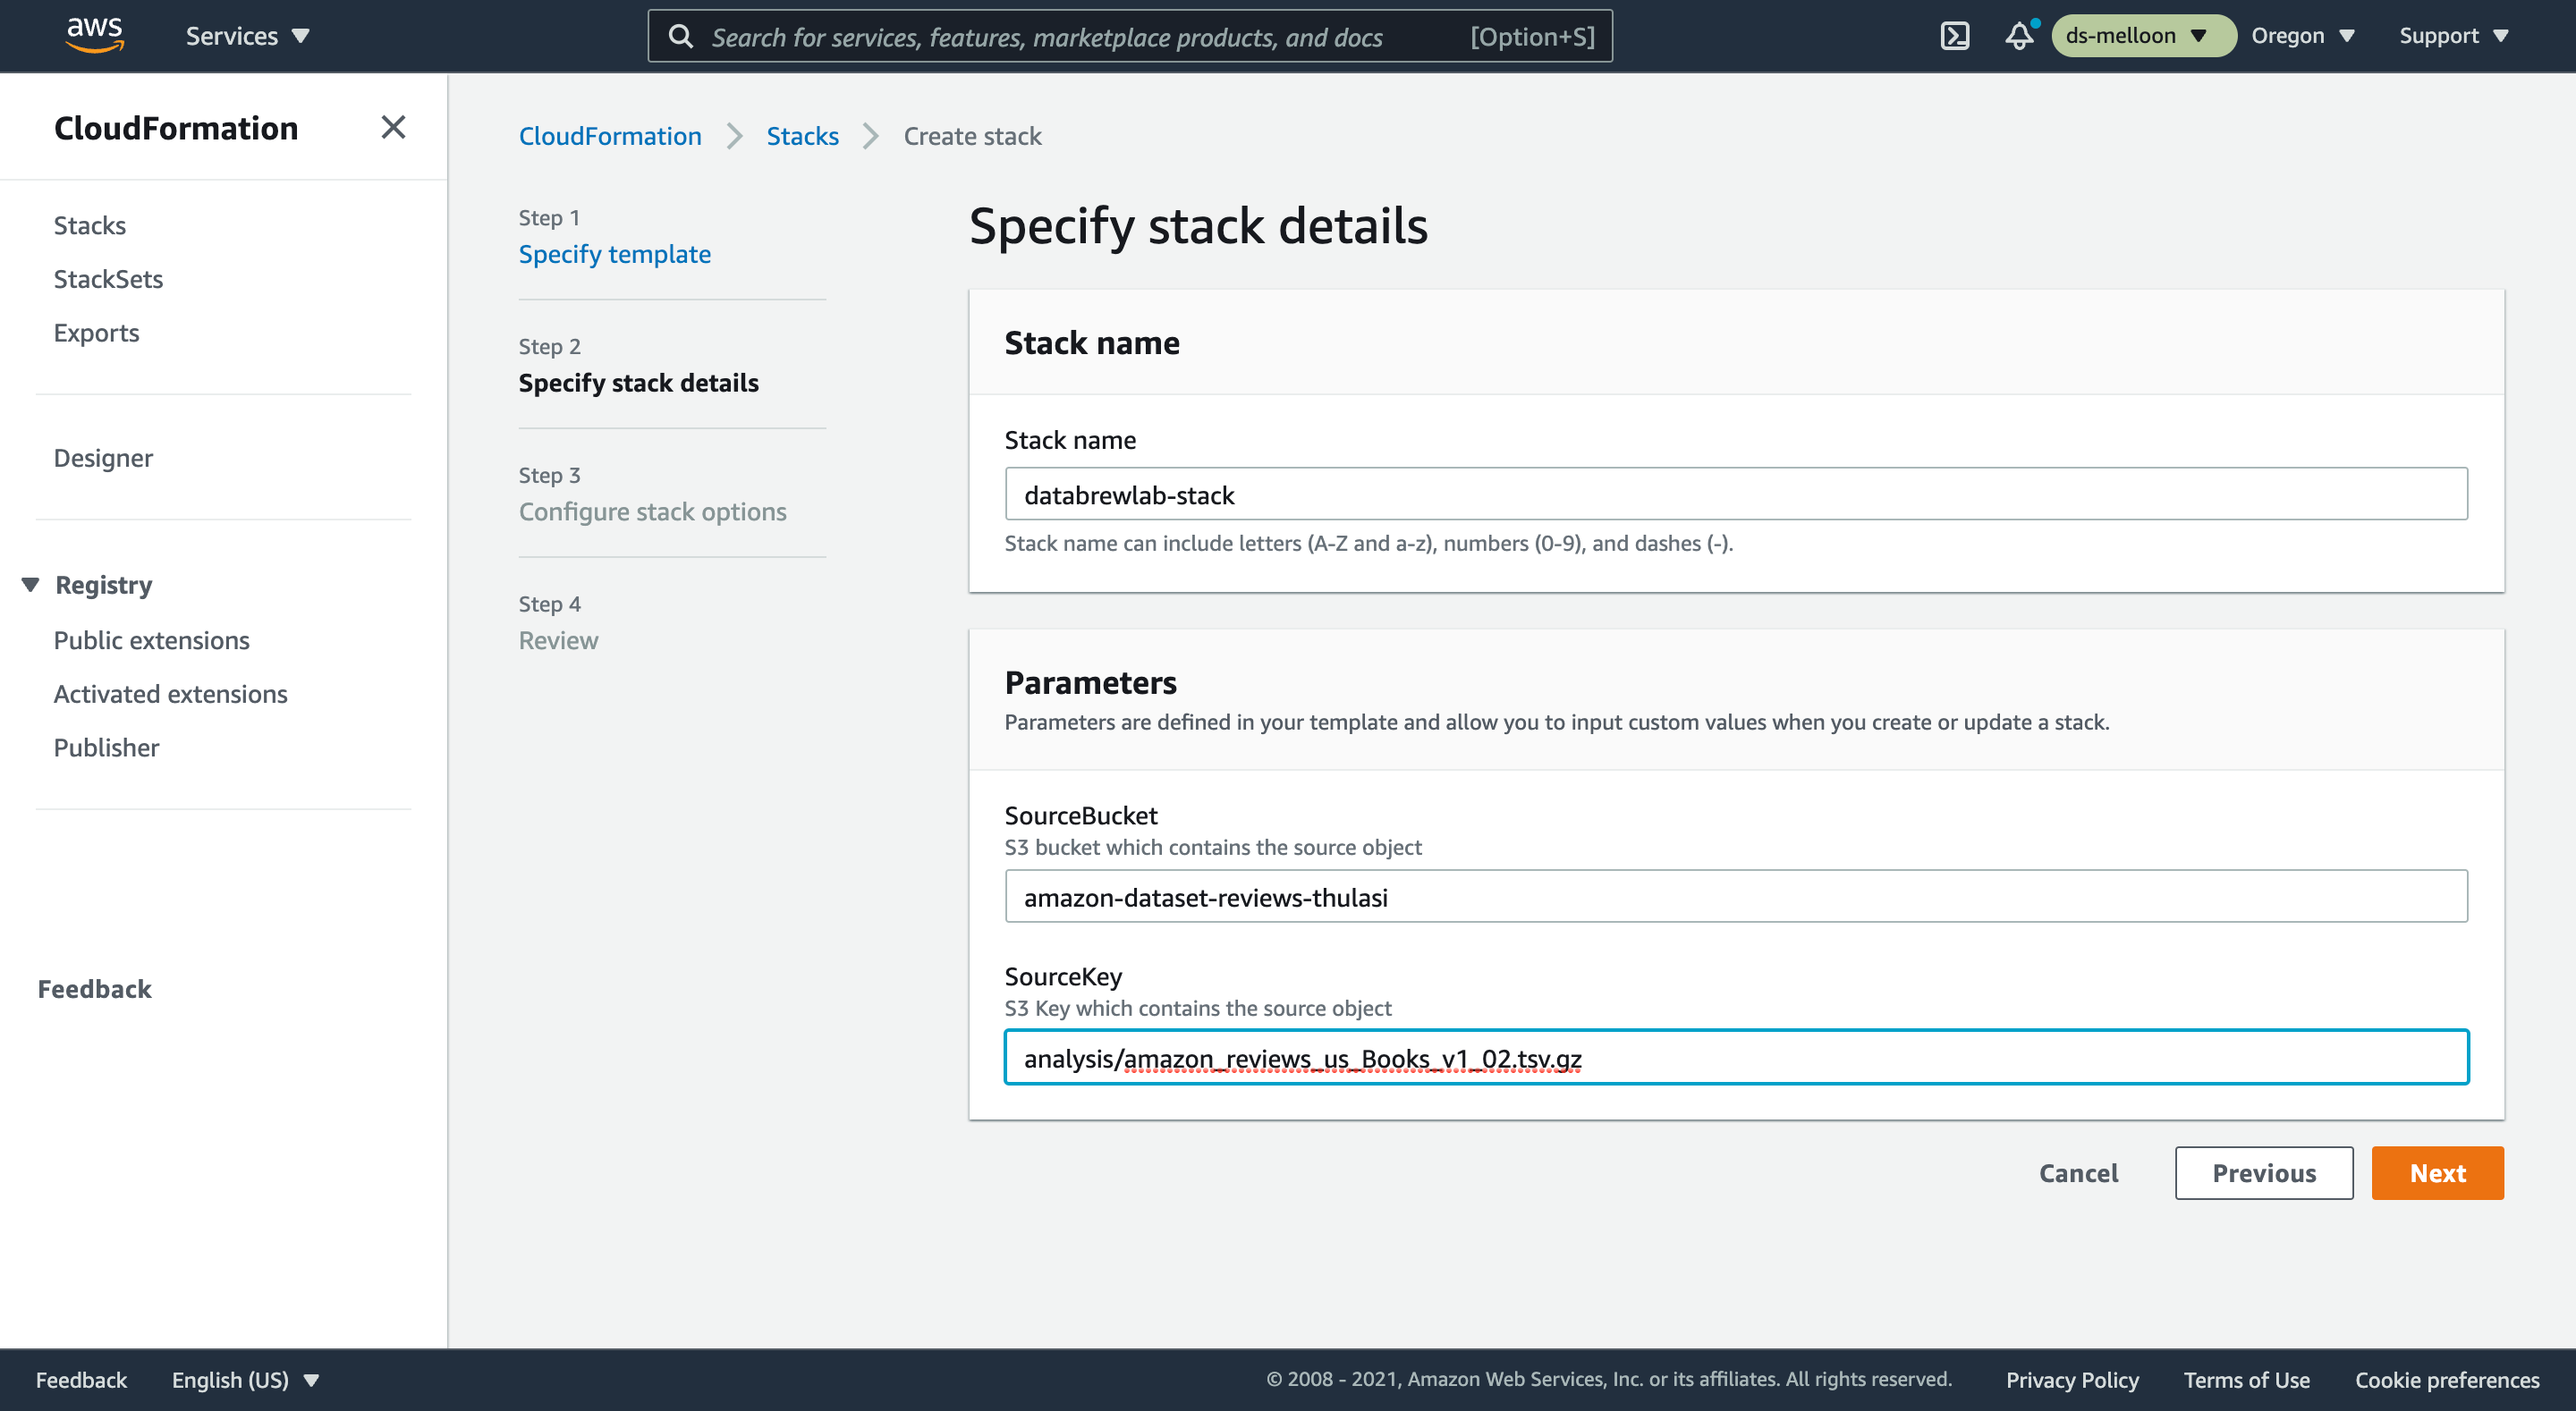 aws
Services
Search for services, features, marketplace products, and docs [Option+S]
ds-melloon
Oregon
Support
CloudFormation
Stacks
StackSets
Exports
Designer
Registry
Public extensions
Activated extensions
Publisher
Feedback
CloudFormation Stacks Create stack
Step 1
Specify template
Step 2
Specify stack details
Step 3
Configure stack options
Step 4
Review
Specify stack details
Stack name
Stack name
databrewlab-stack
Stack name can include letters (A-Z and a-z), numbers (0-9), and dashes (-).
Parameters
Parameters are defined in your template and allow you to input custom values when you create or update a stack.
SourceBucket
S3 bucket which contains the source object
amazon-dataset-reviews-thulasi
SourceKey
S3 Key which contains the source object
analysis/amazon_reviews_us_Books_v1_02.tsv.gz
Cancel
Previous
Next
Feedback
English (US)
© 2008 - 2021, Amazon Web Services, Inc. or its affiliates. All rights reserved.
Privacy Policy
Terms of Use
Cookie preferences